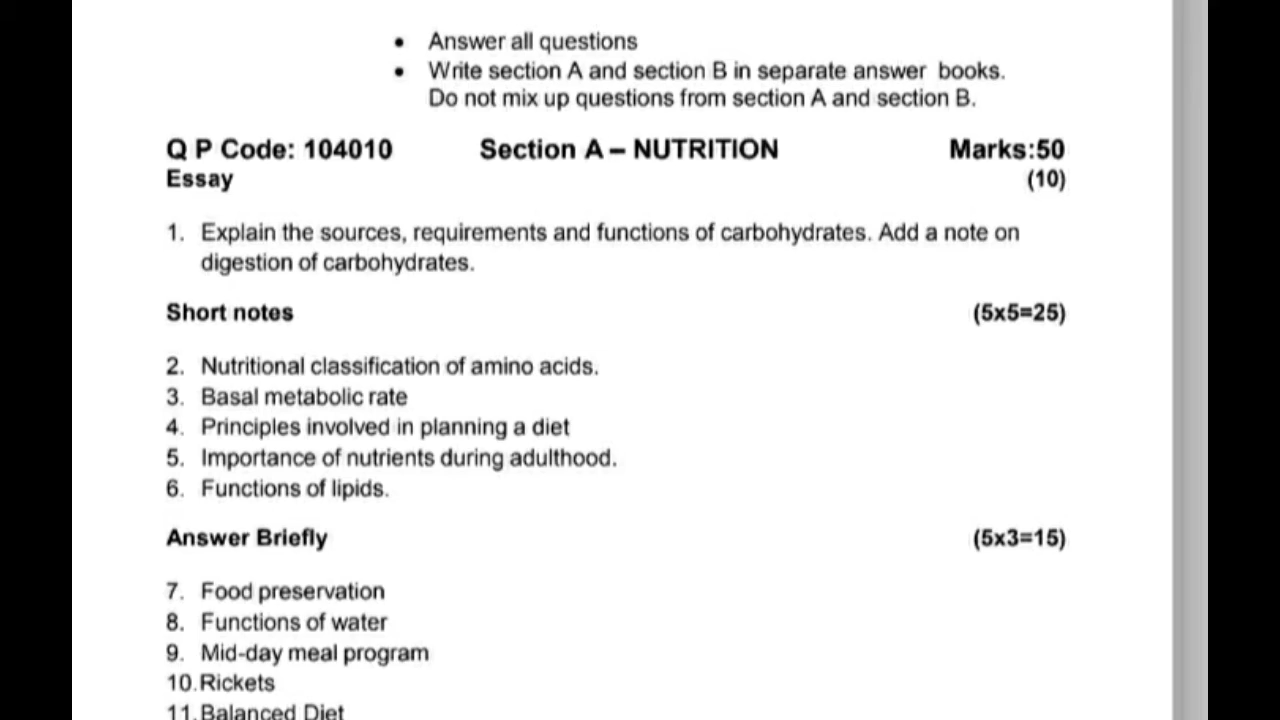 • Answer all questions
• Write section A and section B in separate answer books.
Do not mix up questions from section A and section B.
Q P Code: 104010 Section A – NUTRITION Marks:50
Essay (10)
1. Explain the sources, requirements and functions of carbohydrates. Add a note on
digestion of carbohydrates.
Short notes (5x5=25)
2. Nutritional classification of amino acids.
3. Basal metabolic rate
4. Principles involved in planning a diet
5. Importance of nutrients during adulthood.
6. Functions of lipids.
Answer Briefly (5x3=15)
7. Food preservation
8. Functions of water
9. Mid-day meal program
10.Rickets
11.Balanced Diet